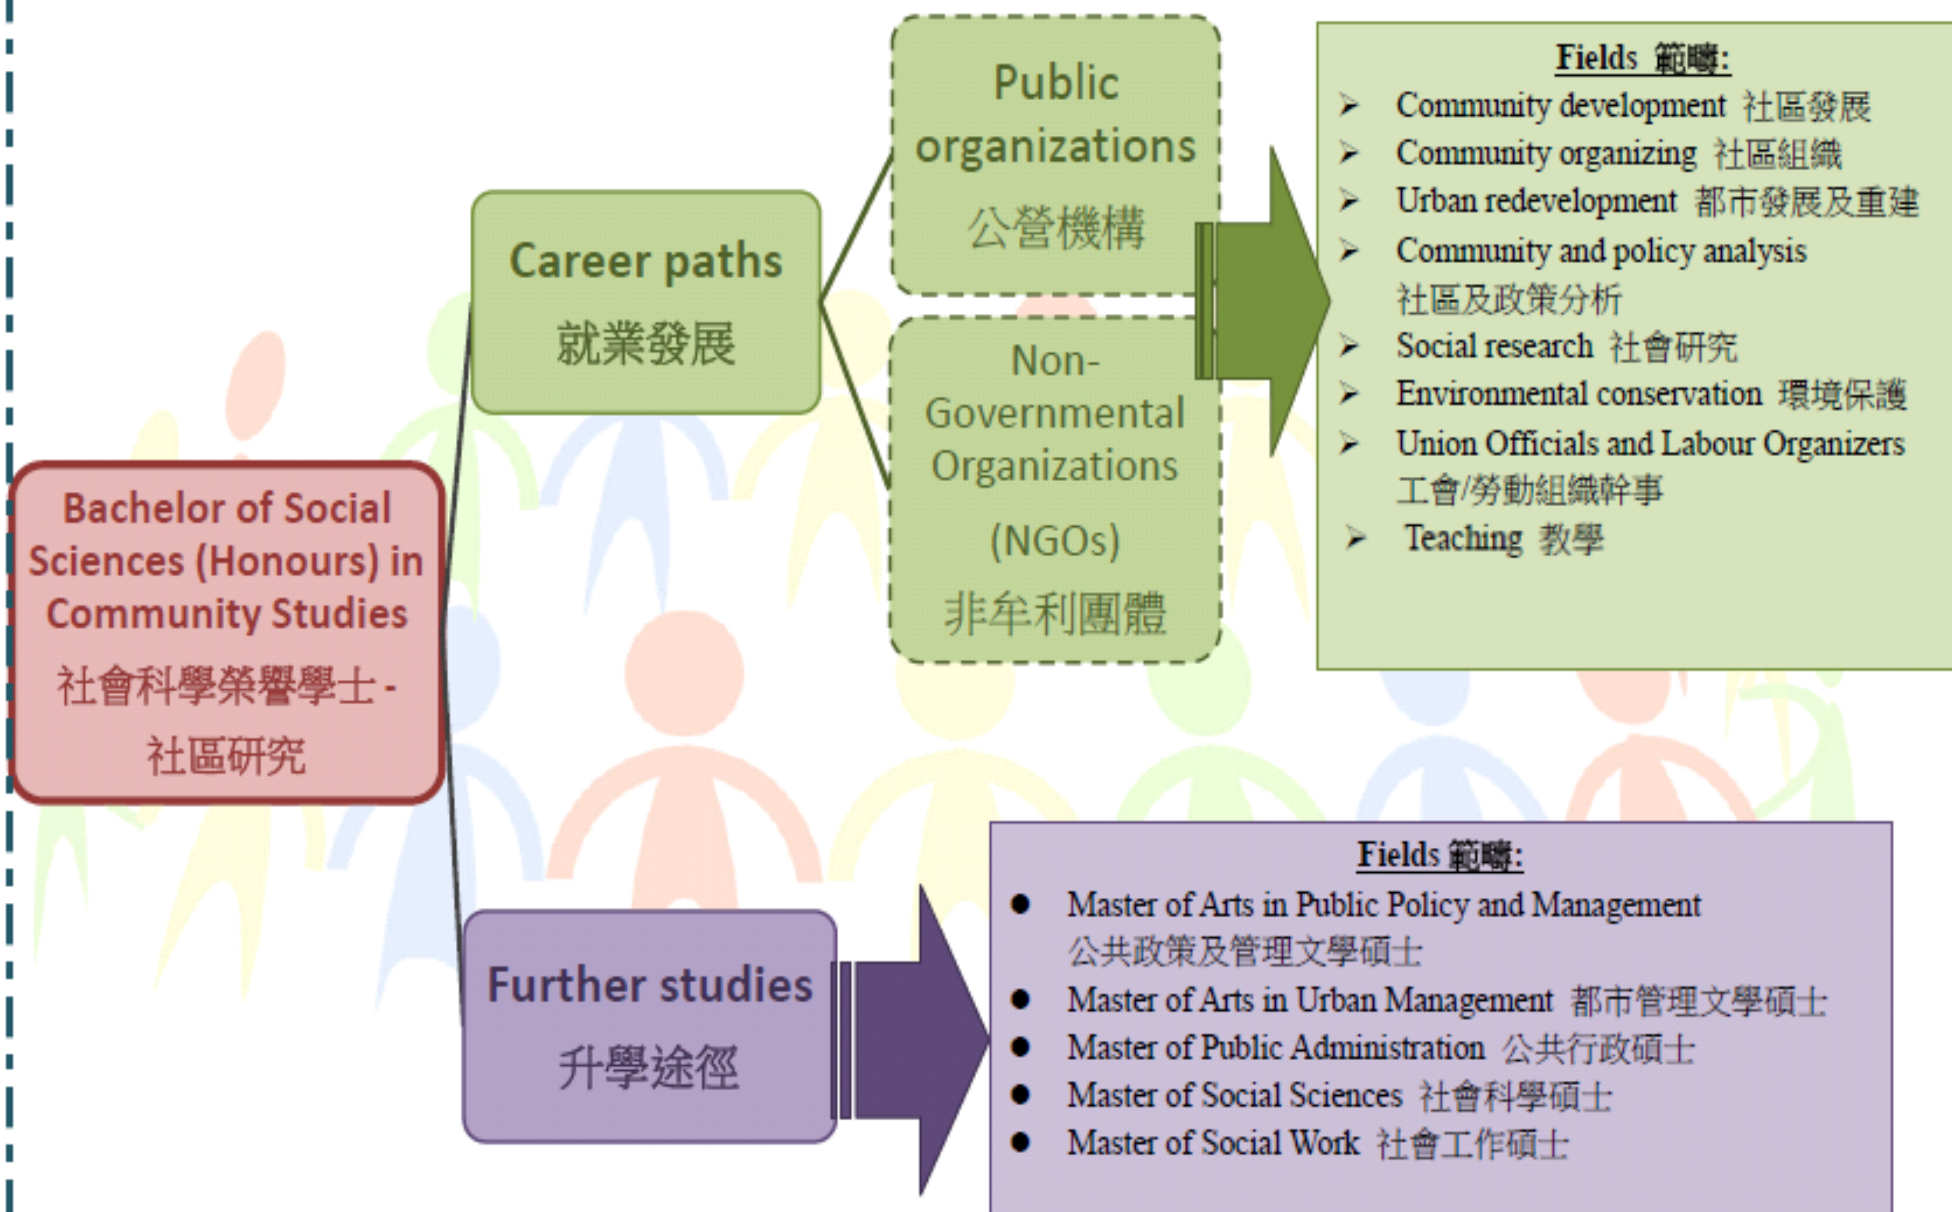 Bachelor of Social
Sciences (Honours) in
Community Studies
社會科學榮譽學士 -
社區研究
Career paths
就業發展
Public
organizations
公營機構
Non-
Governmental
Organizations
(NGOs)
非牟利團體
Fields 範疇:
➢ Community development 社區發展
➢ Community organizing 社區組織
➢ Urban redevelopment 都市發展及重建
➢ Community and policy analysis
社區及政策分析
➢ Social research 社會研究
➢ Environmental conservation 環境保護
➢ Union Officials and Labour Organizers
工會/勞動組織幹事
➢ Teaching 教學
Further studies
升學途徑
Fields 範疇:
● Master of Arts in Public Policy and Management
公共政策及管理文學碩士
● Master of Arts in Urban Management 都市管理文學碩士
● Master of Public Administration 公共行政碩士
● Master of Social Sciences 社會科學碩士
● Master of Social Work 社會工作碩士